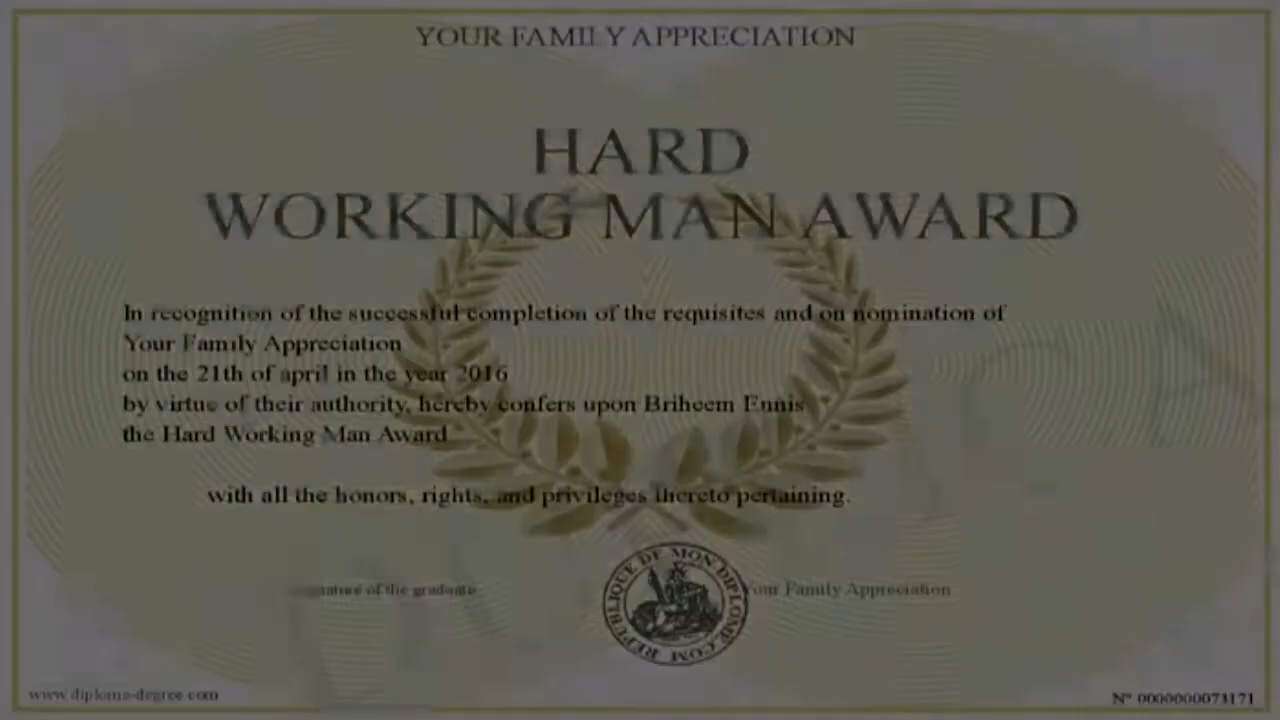 YOUR FAMILY APPRECIATION
HARD
WORKING MAN AWARD
In recognition of the successful completion of the requisites and on nomination of
Your Family Appreciation
on the 21th of april in the year 2016
by virtue of their authority, hereby confers upon Briheem Ennis
the Hard Working Man Award
with all the honors, rights, and privileges thereto pertaining.
signature of the graduate
Your Family Appreciation
REPUBLIQUE DE MON DIPLOME.COM
www.diploma-degree.com
N° 0000000073171